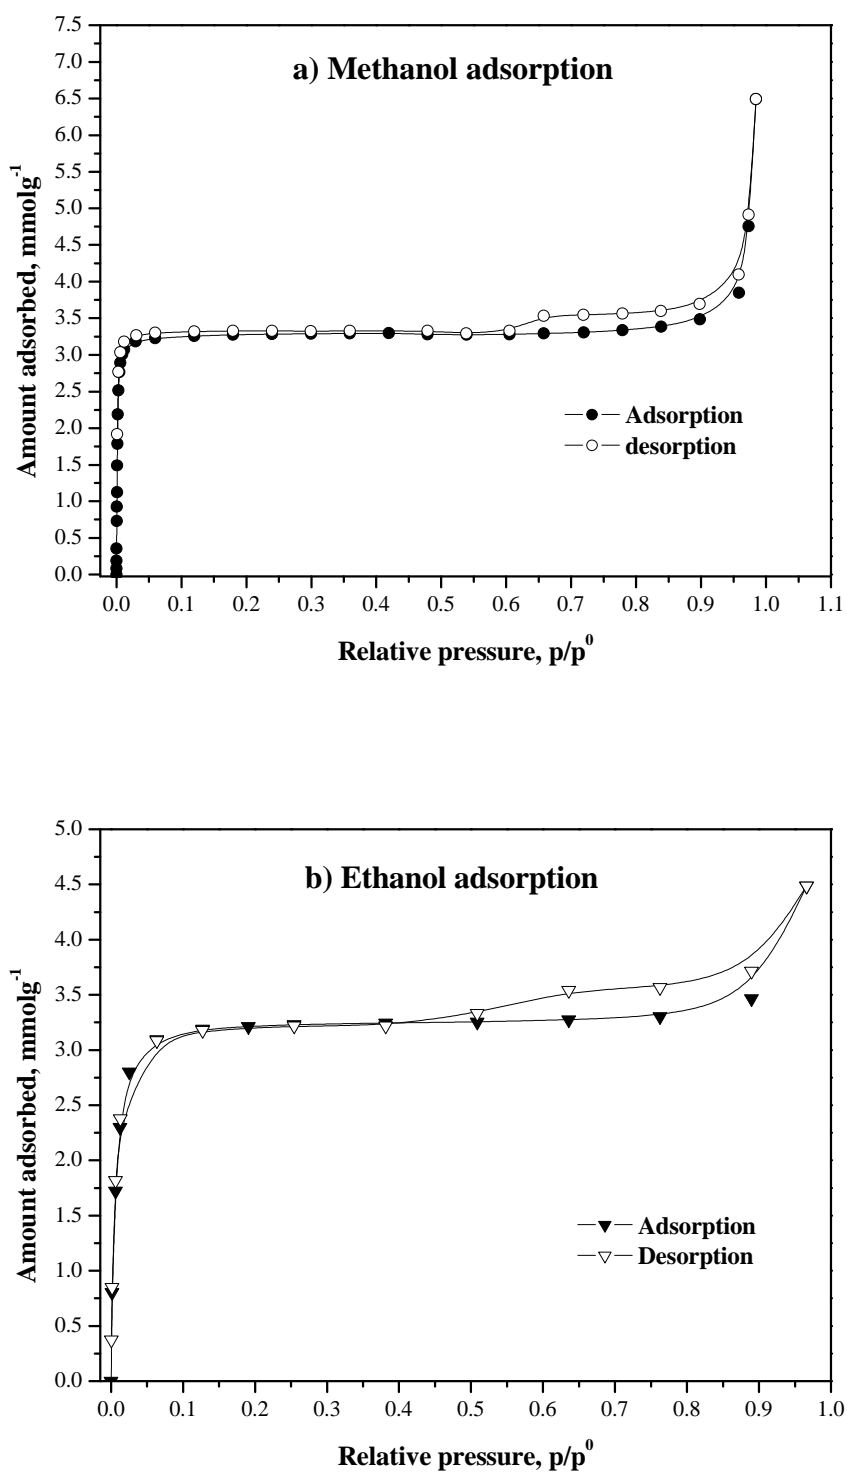 7.5
7.0
6.5
6.0
5.5
5.0
4.5
4.0
3.5
3.0
2.5
2.0
1.5
1.0
0.5
0.0
Amount adsorbed, mmolg⁻¹
a) Methanol adsorption
Adsorption
desorption
0.0 0.1 0.2 0.3 0.4 0.5 0.6 0.7 0.8 0.9 1.0 1.1
Relative pressure, p/p⁰
5.0
4.5
4.0
3.5
3.0
2.5
2.0
1.5
1.0
0.5
0.0
Amount adsorbed, mmolg⁻¹
b) Ethanol adsorption
Adsorption
Desorption
0.0 0.1 0.2 0.3 0.4 0.5 0.6 0.7 0.8 0.9 1.0
Relative pressure, p/p⁰